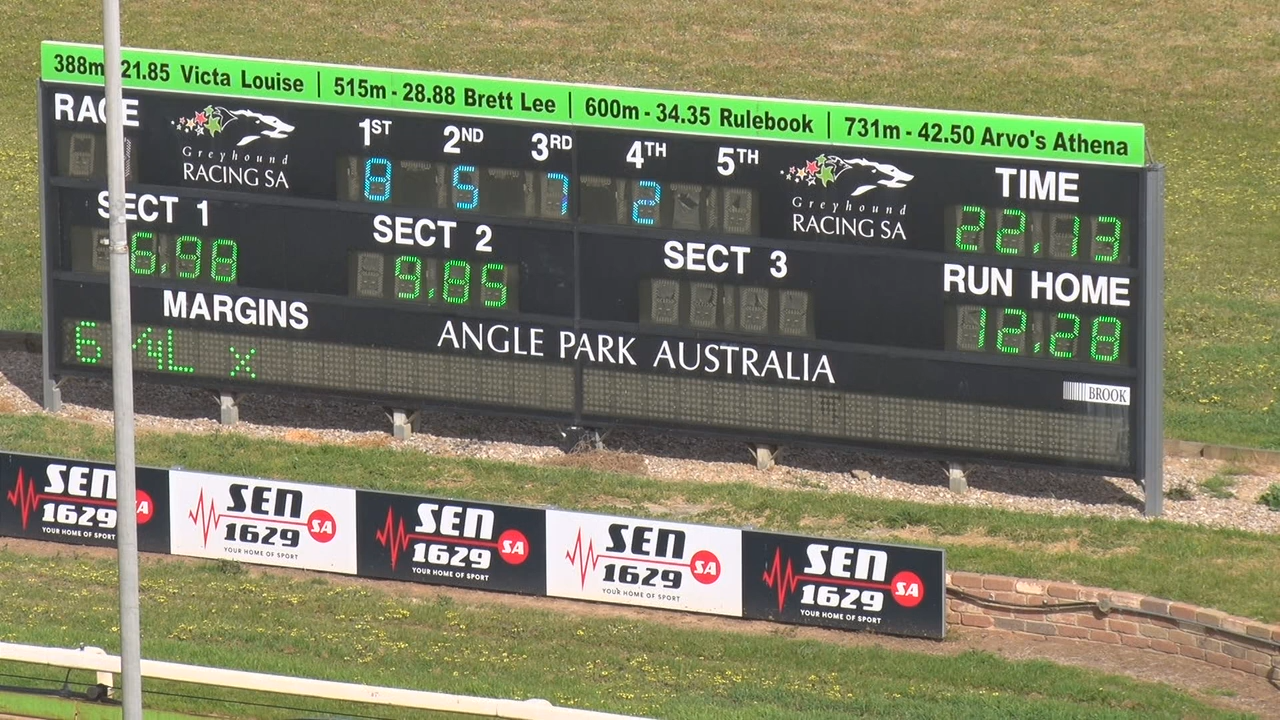 388m 21.85 Victa Louise | 515m - 28.88 Brett Lee | 600m - 34.35 Rulebook | 731m - 42.50 Arvo's Athena
RACE
Greyhound
RACING SA
1ST 2ND 3RD 4TH 5TH
8 5 7 2
Greyhound
RACING SA
TIME
22.13
SECT 1
6.98
SECT 2
9.85
SECT 3
RUN HOME
12.28
MARGINS
ANGLE PARK AUSTRALIA
BROOK
SEN
1629 SA
YOUR HOME OF SPORT
SEN
1629 SA
YOUR HOME OF SPORT
SEN
1629 SA
YOUR HOME OF SPORT
SEN
1629 SA
YOUR HOME OF SPORT
SEN
1629 SA
YOUR HOME OF SPORT